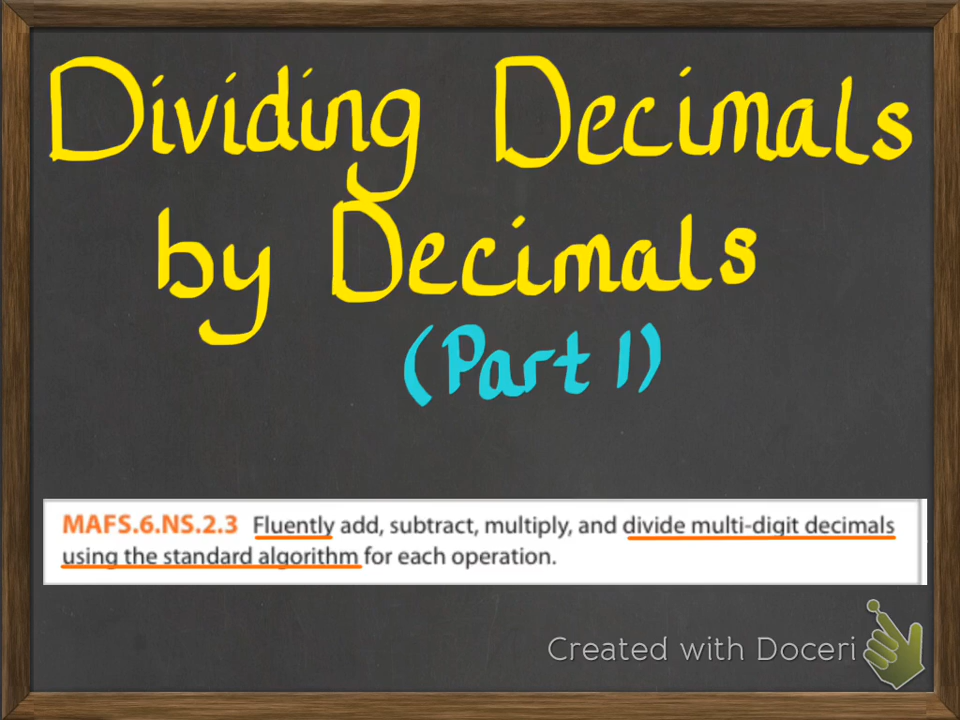 Dividing Decimals
by Decimals
(Part 1)
MAFS.6.NS.2.3 Fluently add, subtract, multiply, and divide multi-digit decimals
using the standard algorithm for each operation.
Created with Doceri